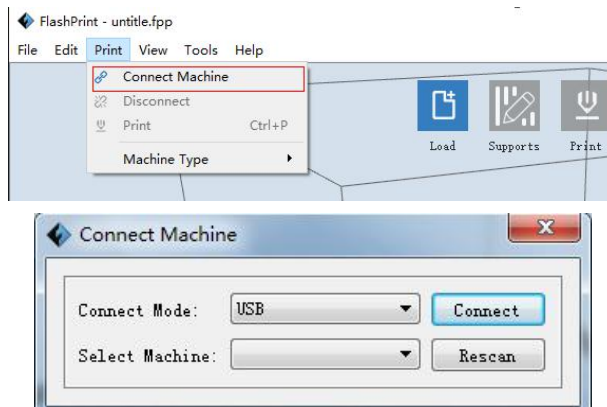 FlashPrint - untitle.fpp
File Edit Print View Tools Help
Connect Machine
Disconnect
Print Ctrl+P
Machine Type
Load Supports Print
Connect Machine
Connect Mode: USB Connect
Select Machine: Rescan